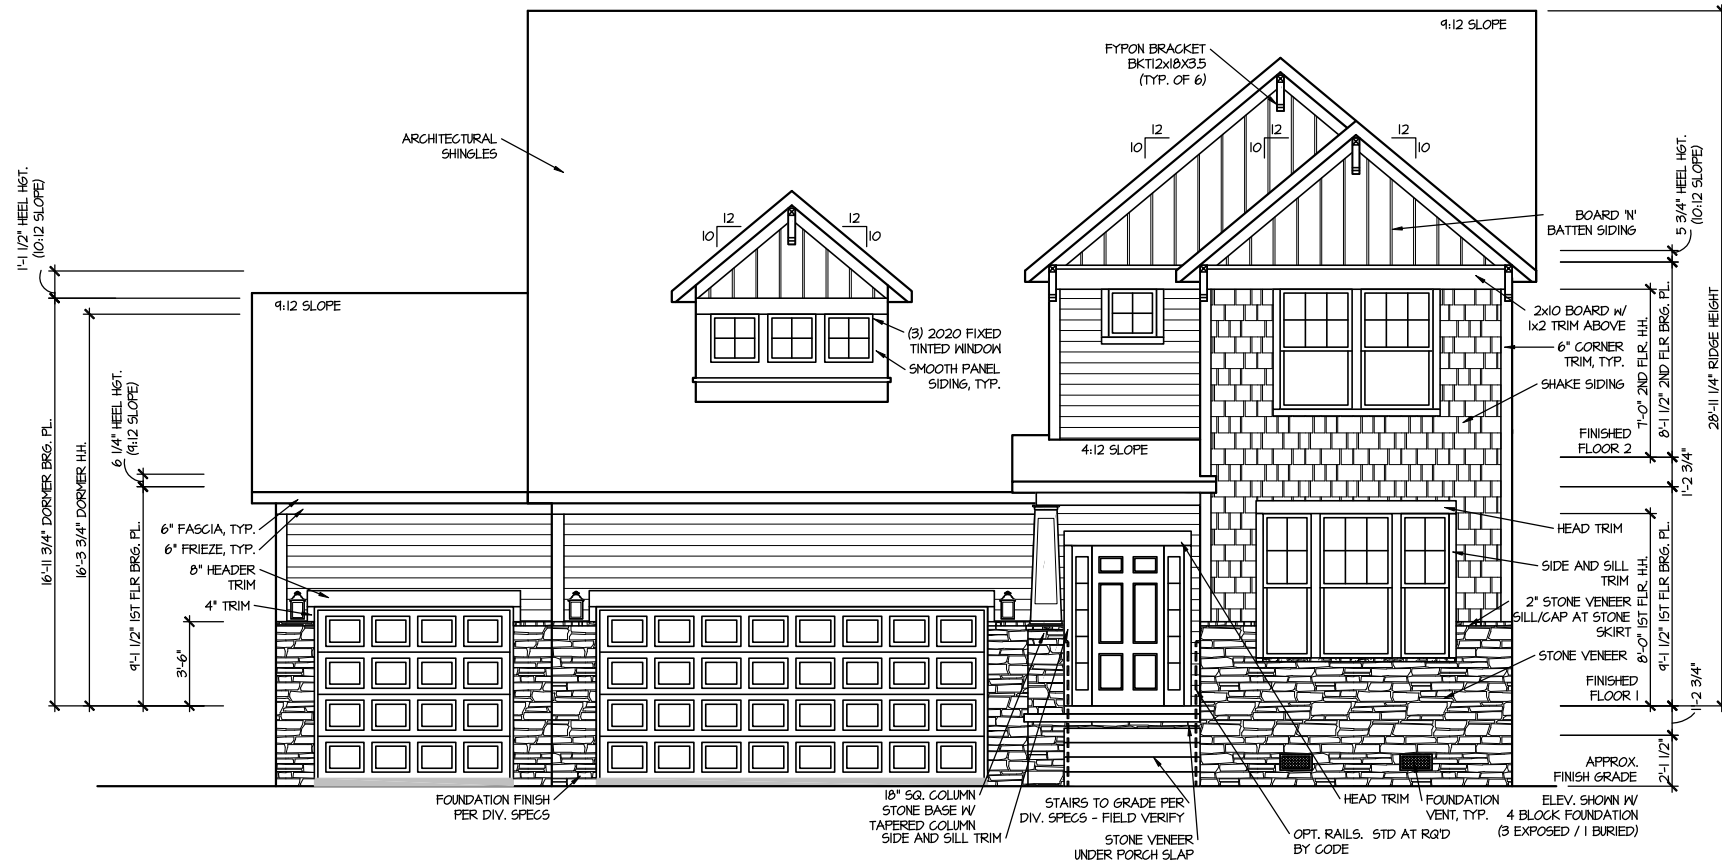 9:12 SLOPE
FYPON BRACKET
BKT12x18X3.5
(TYP. OF 6)
ARCHITECTURAL
SHINGLES
12
10
12
10
12
10
12
10
12
10
BOARD 'N'
BATTEN SIDING
5 3/4" HEEL HGT.
(10:12 SLOPE)
1'-1 1/2" HEEL HGT.
(10:12 SLOPE)
9:12 SLOPE
(3) 2020 FIXED
TINTED WINDOW
SMOOTH PANEL
SIDING, TYP.
2x10 BOARD W/
1x2 TRIM ABOVE
6" CORNER
TRIM, TYP.
SHAKE SIDING
7'-0" 2ND FLR. H.H.
8'-11 1/2" 2ND FLR BRG. PL.
28'-11 1/4" RIDGE HEIGHT
FINISHED
FLOOR 2
1'-2 3/4"
4:12 SLOPE
6 1/4" HEEL HGT.
(9:12 SLOPE)
16'-11 3/4" DORMER BRG. PL.
16'-3 3/4" DORMER H.H.
9'-1 1/2" 1ST FLR BRG. PL.
3'-6"
6" FASCIA, TYP.
6" FRIEZE, TYP.
8" HEADER
TRIM
4" TRIM
HEAD TRIM
SIDE AND SILL
TRIM
2" STONE VENEER
SILL/CAP AT STONE
SKIRT
STONE VENEER
8'-0" 1ST FLR. H.H.
9'-1 1/2" 1ST FLR BRG. PL.
FINISHED
FLOOR 1
1'-2 3/4"
2'-1 1/2"
APPROX.
FINISH GRADE
FOUNDATION FINISH
PER DIV. SPECS
18" SQ. COLUMN
STONE BASE W/
TAPERED COLUMN
SIDE AND SILL TRIM
STAIRS TO GRADE PER
DIV. SPECS - FIELD VERIFY
STONE VENEER
UNDER PORCH SLAP
HEAD TRIM
OPT. RAILS. STD AT RQ'D
BY CODE
FOUNDATION
VENT, TYP.
ELEV. SHOWN W/
4 BLOCK FOUNDATION
(3 EXPOSED / 1 BURIED)